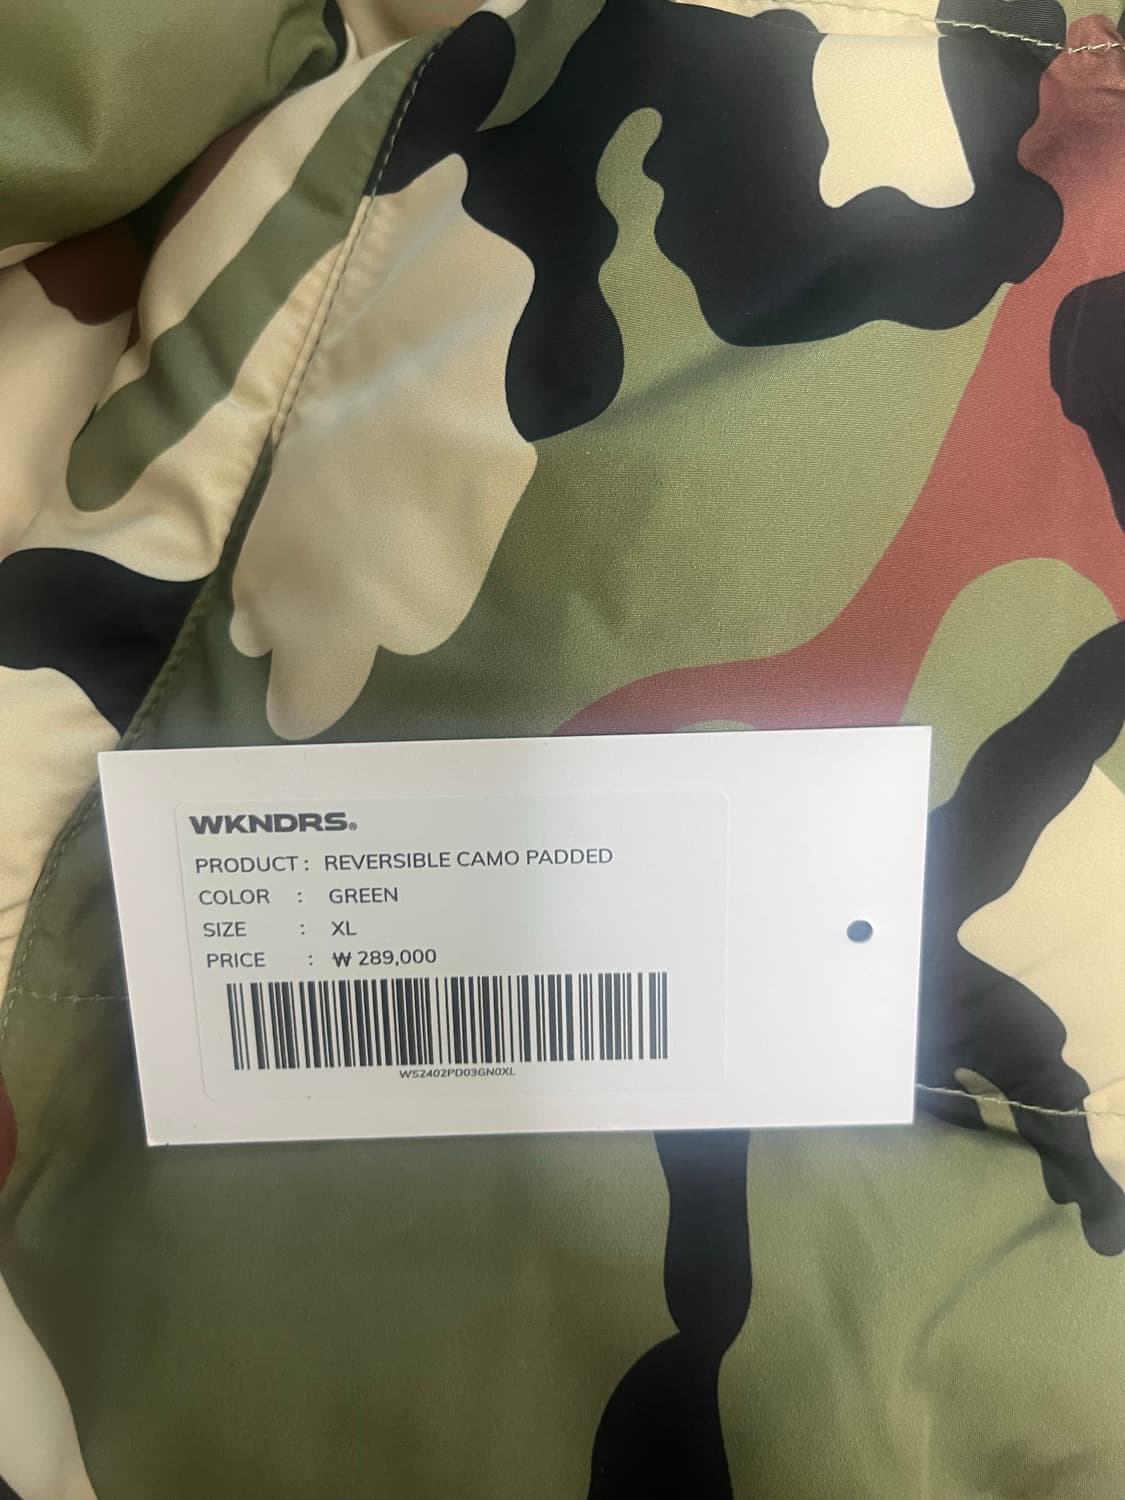 WKNDRS®
PRODUCT : REVERSIBLE CAMO PADDED
COLOR : GREEN
SIZE : XL
PRICE : ₩ 289,000
WS2402PD03GN0XL